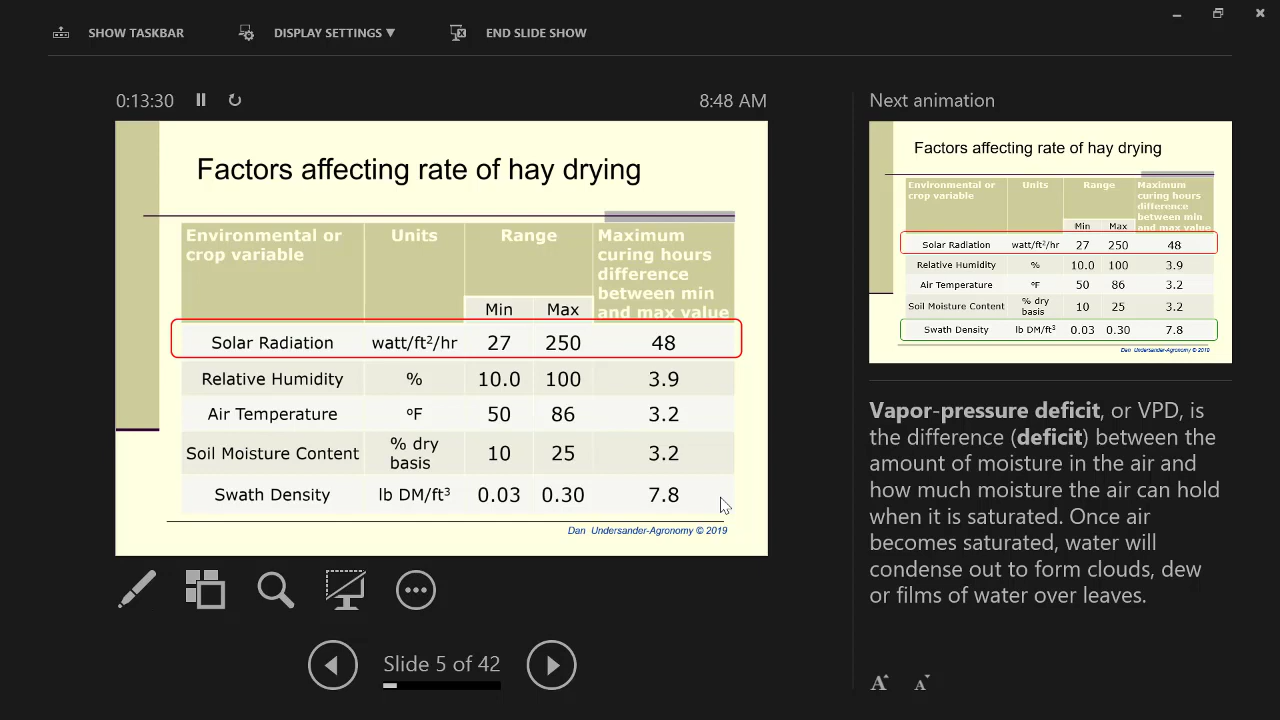 SHOW TASKBAR DISPLAY SETTINGS ▼ END SLIDE SHOW
0:13:30 8:48 AM
Factors affecting rate of hay drying
Environmental or crop variable Units Range Maximum curing hours difference between min and max value
Min Max
Solar Radiation watt/ft²/hr 27 250 48
Relative Humidity % 10.0 100 3.9
Air Temperature ºF 50 86 3.2
Soil Moisture Content % dry basis 10 25 3.2
Swath Density lb DM/ft³ 0.03 0.30 7.8
Dan Undersander-Agronomy © 2019
Slide 5 of 42
Next animation
Factors affecting rate of hay drying
Environmental or crop variable Units Range Maximum curing hours difference between min and max value
Min Max
Solar Radiation watt/ft²/hr 27 250 48
Relative Humidity % 10.0 100 3.9
Air Temperature ºF 50 86 3.2
Soil Moisture Content % dry basis 10 25 3.2
Swath Density lb DM/ft³ 0.03 0.30 7.8
Dan Undersander-Agronomy © 2019
Vapor-pressure deficit, or VPD, is
the difference (deficit) between the
amount of moisture in the air and
how much moisture the air can hold
when it is saturated. Once air
becomes saturated, water will
condense out to form clouds, dew
or films of water over leaves.
A A